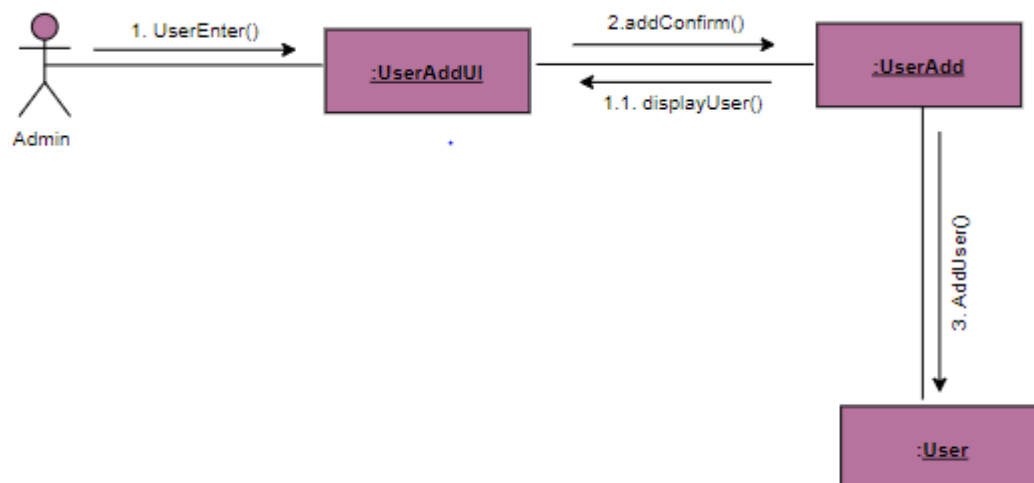 1. UserEnter()
2.addConfirm()
:UserAddUI
:UserAdd
1.1. displayUser()
Admin
3. AddUser()
:User